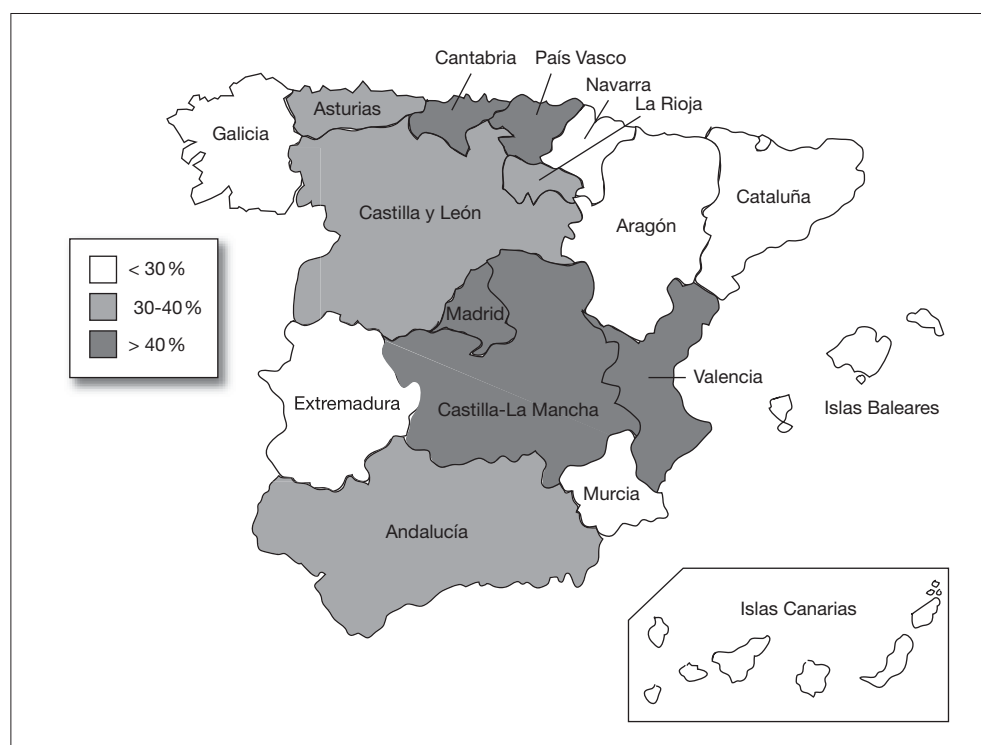 Cantabria
País Vasco
Navarra
La Rioja
Asturias
Galicia
Castilla y León
Aragón
Cataluña
< 30 %
30-40 %
> 40 %
Madrid
Valencia
Extremadura
Castilla-La Mancha
Islas Baleares
Murcia
Andalucía
Islas Canarias